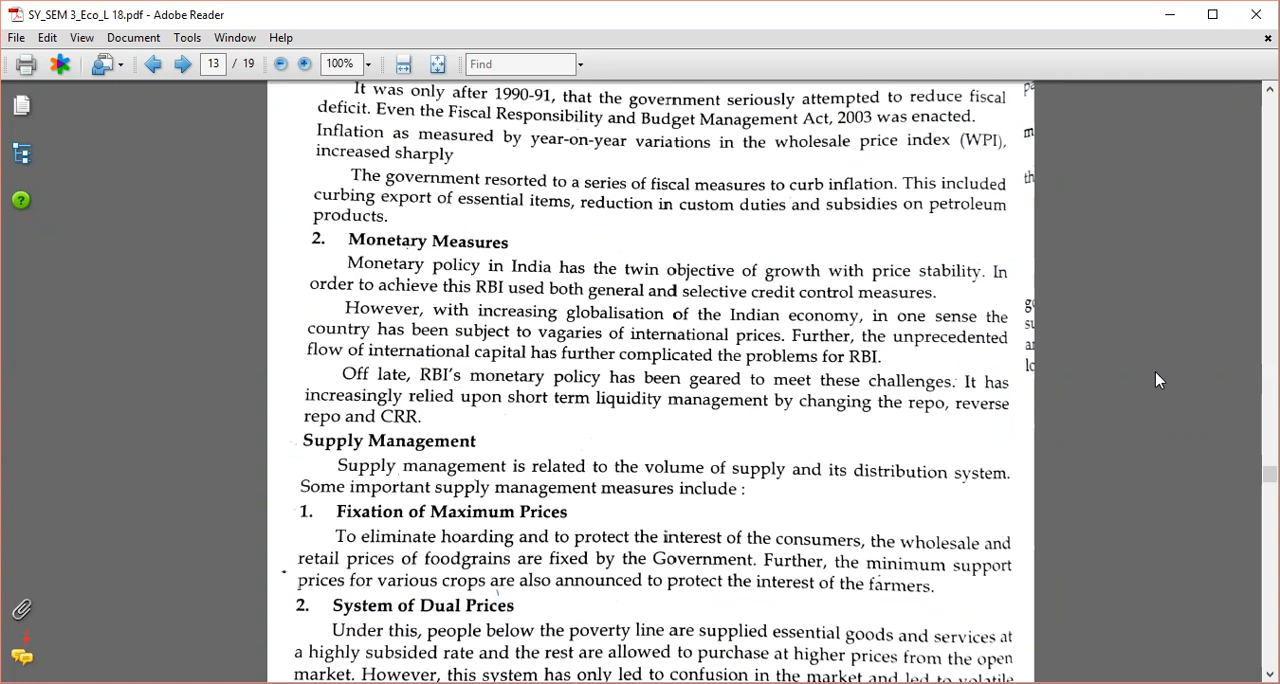 SY_SEM 3_Eco_L 18.pdf - Adobe Reader
File Edit View Document Tools Window Help
13 / 19 100% Find
It was only after 1990-91, that the government seriously attempted to reduce fiscal
deficit. Even the Fiscal Responsibility and Budget Management Act, 2003 was enacted.
Inflation as measured by year-on-year variations in the wholesale price index (WPI),
increased sharply
The government resorted to a series of fiscal measures to curb inflation. This included
curbing export of essential items, reduction in custom duties and subsidies on petroleum
products.
2. Monetary Measures
Monetary policy in India has the twin objective of growth with price stability. In
order to achieve this RBI used both general and selective credit control measures.
However, with increasing globalisation of the Indian economy, in one sense the
country has been subject to vagaries of international prices. Further, the unprecedented
flow of international capital has further complicated the problems for RBI.
Off late, RBI's monetary policy has been geared to meet these challenges. It has
increasingly relied upon short term liquidity management by changing the repo, reverse
repo and CRR.
Supply Management
Supply management is related to the volume of supply and its distribution system.
Some important supply management measures include :
1. Fixation of Maximum Prices
To eliminate hoarding and to protect the interest of the consumers, the wholesale and
retail prices of foodgrains are fixed by the Government. Further, the minimum support
prices for various crops are also announced to protect the interest of the farmers.
2. System of Dual Prices
Under this, people below the poverty line are supplied essential goods and services at
a highly subsided rate and the rest are allowed to purchase at higher prices from the open
market. However, this system has only led to confusion in the market and led to volatile